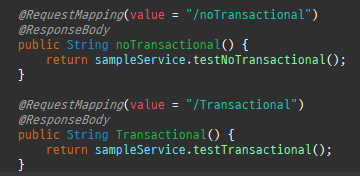 @RequestMapping(value = "/noTransactional")
@ResponseBody
public String noTransactional() {
    return sampleService.testNoTransactional();
}
@RequestMapping(value = "/Transactional")
@ResponseBody
public String Transactional() {
    return sampleService.testTransactional();
}